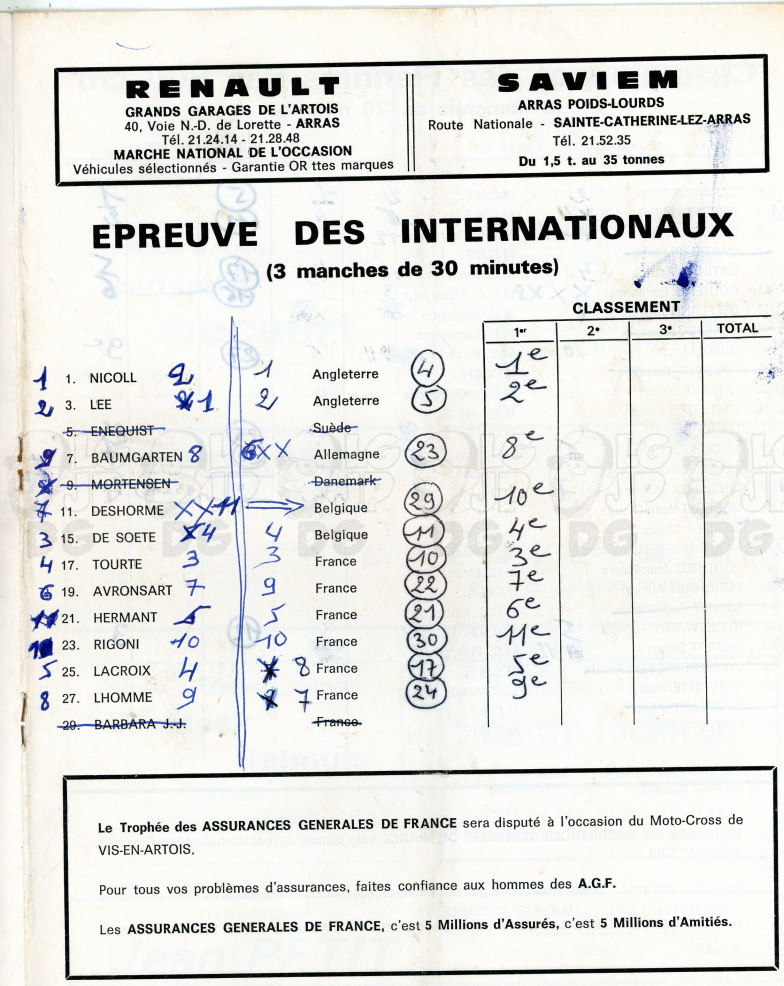 RENAULT
GRANDS GARAGES DE L'ARTOIS
40, Voie N.-D. de Lorette - ARRAS
Tél. 21.24.14 - 21.28.48
MARCHE NATIONAL DE L'OCCASION
Véhicules sélectionnés - Garantie OR ttes marques
SAVIEM
ARRAS POIDS-LOURDS
Route Nationale - SAINTE-CATHERINE-LEZ-ARRAS
Tél. 21.52.35
Du 1,5 t. au 35 tonnes
EPREUVE DES INTERNATIONAUX
(3 manches de 30 minutes)
CLASSEMENT
1er 2e 3e TOTAL
1 1. NICOLL 2 1 Angleterre 4 1e
2 3. LEE 1 2 Angleterre 5 2e
5. ENEQUIST Suède
9 7. BAUMGARTEN 8 6XX Allemagne 23 8e
9. MORTENSEN Danemark
7 11. DESHORME XX11 Belgique 29 10e
3 15. DE SOETE 4 4 Belgique 11 4e
4 17. TOURTE 3 3 France 10 3e
6 19. AVRONSART 7 9 France 22 7e
11 21. HERMANT 5 5 France 21 6e
23. RIGONI 10 10 France 30 11e
5 25. LACROIX 4 8 France 17 5e
8 27. LHOMME 9 7 France 24 9e
29. BARBARA J.-J. France
Le Trophée des ASSURANCES GENERALES DE FRANCE sera disputé à l'occasion du Moto-Cross de
VIS-EN-ARTOIS.
Pour tous vos problèmes d'assurances, faites confiance aux hommes des A.G.F.
Les ASSURANCES GENERALES DE FRANCE, c'est 5 Millions d'Assurés, c'est 5 Millions d'Amitiés.